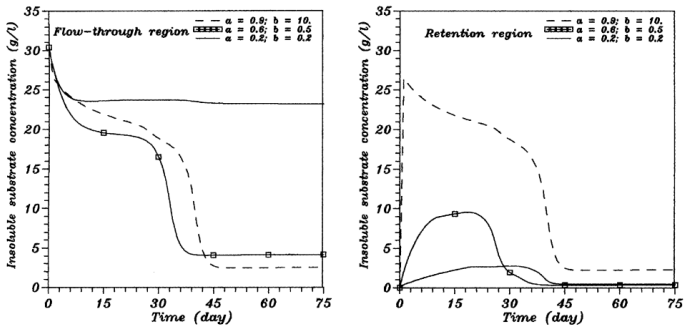 Flow-through region
a = 0.9; b = 10.
a = 0.6; b = 0.5
a = 0.2; b = 0.2
Insoluble substrate concentration (g/l)
35
30
25
20
15
10
5
0
0 15 30 45 60 75
Time (day)
Retention region
a = 0.9; b = 10.
a = 0.6; b = 0.5
a = 0.2; b = 0.2
Insoluble substrate concentration (g/l)
35
30
25
20
15
10
5
0
0 15 30 45 60 75
Time (day)